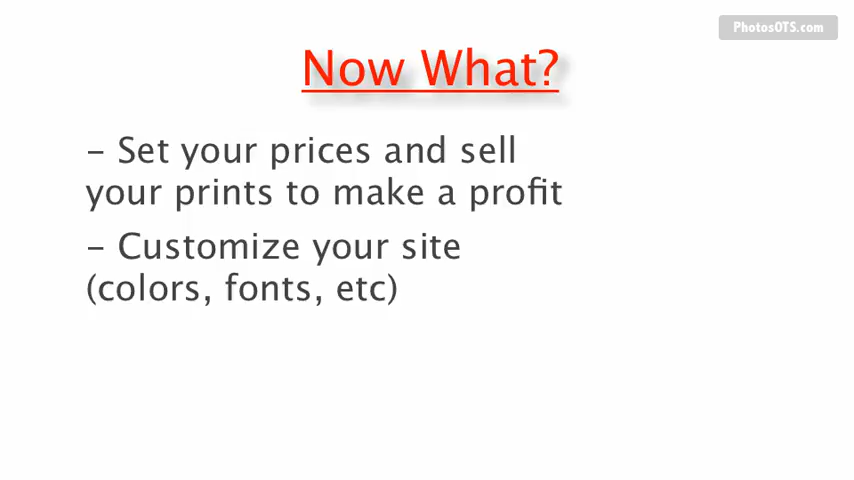 PhotosOTS.com
Now What?
- Set your prices and sell
your prints to make a profit
- Customize your site
(colors, fonts, etc)